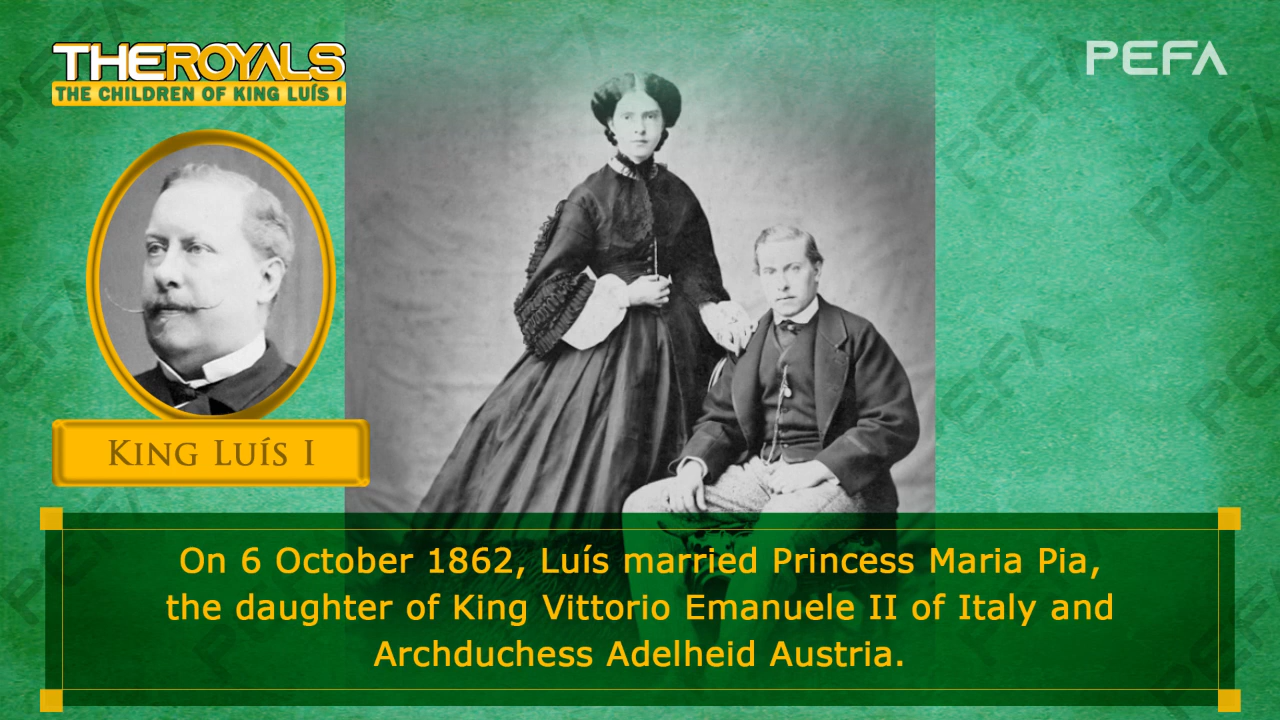 THEROYALS
THE CHILDREN OF KING LUÍS I
PEFA
KING LUÍS I
On 6 October 1862, Luís married Princess Maria Pia,
the daughter of King Vittorio Emanuele II of Italy and
Archduchess Adelheid Austria.